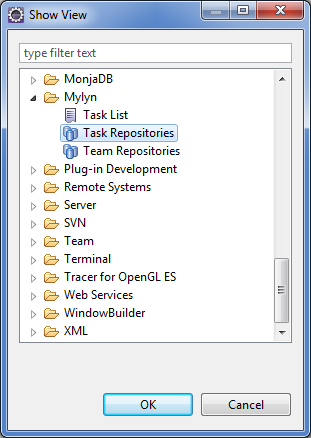 Show View
type filter text
MonjaDB
Mylyn
Task List
Task Repositories
Team Repositories
Plug-in Development
Remote Systems
Server
SVN
Team
Terminal
Tracer for OpenGL ES
Web Services
WindowBuilder
XML
OK Cancel